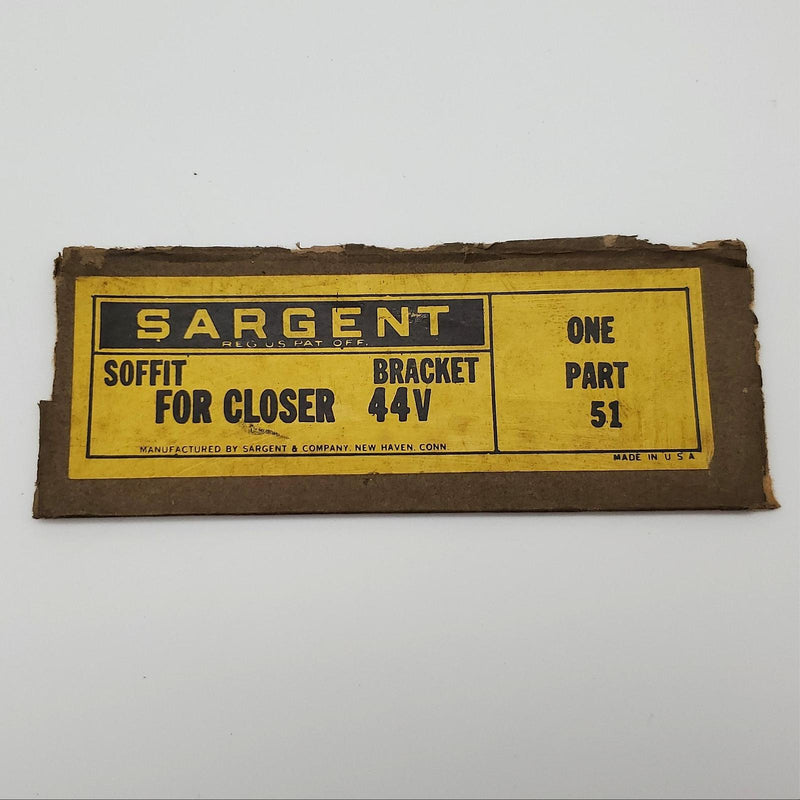 SARGENT
REG US PAT OFF.
SOFFIT BRACKET
FOR CLOSER 44V
MANUFACTURED BY SARGENT & COMPANY, NEW HAVEN, CONN.
ONE
PART
51
MADE IN U S A